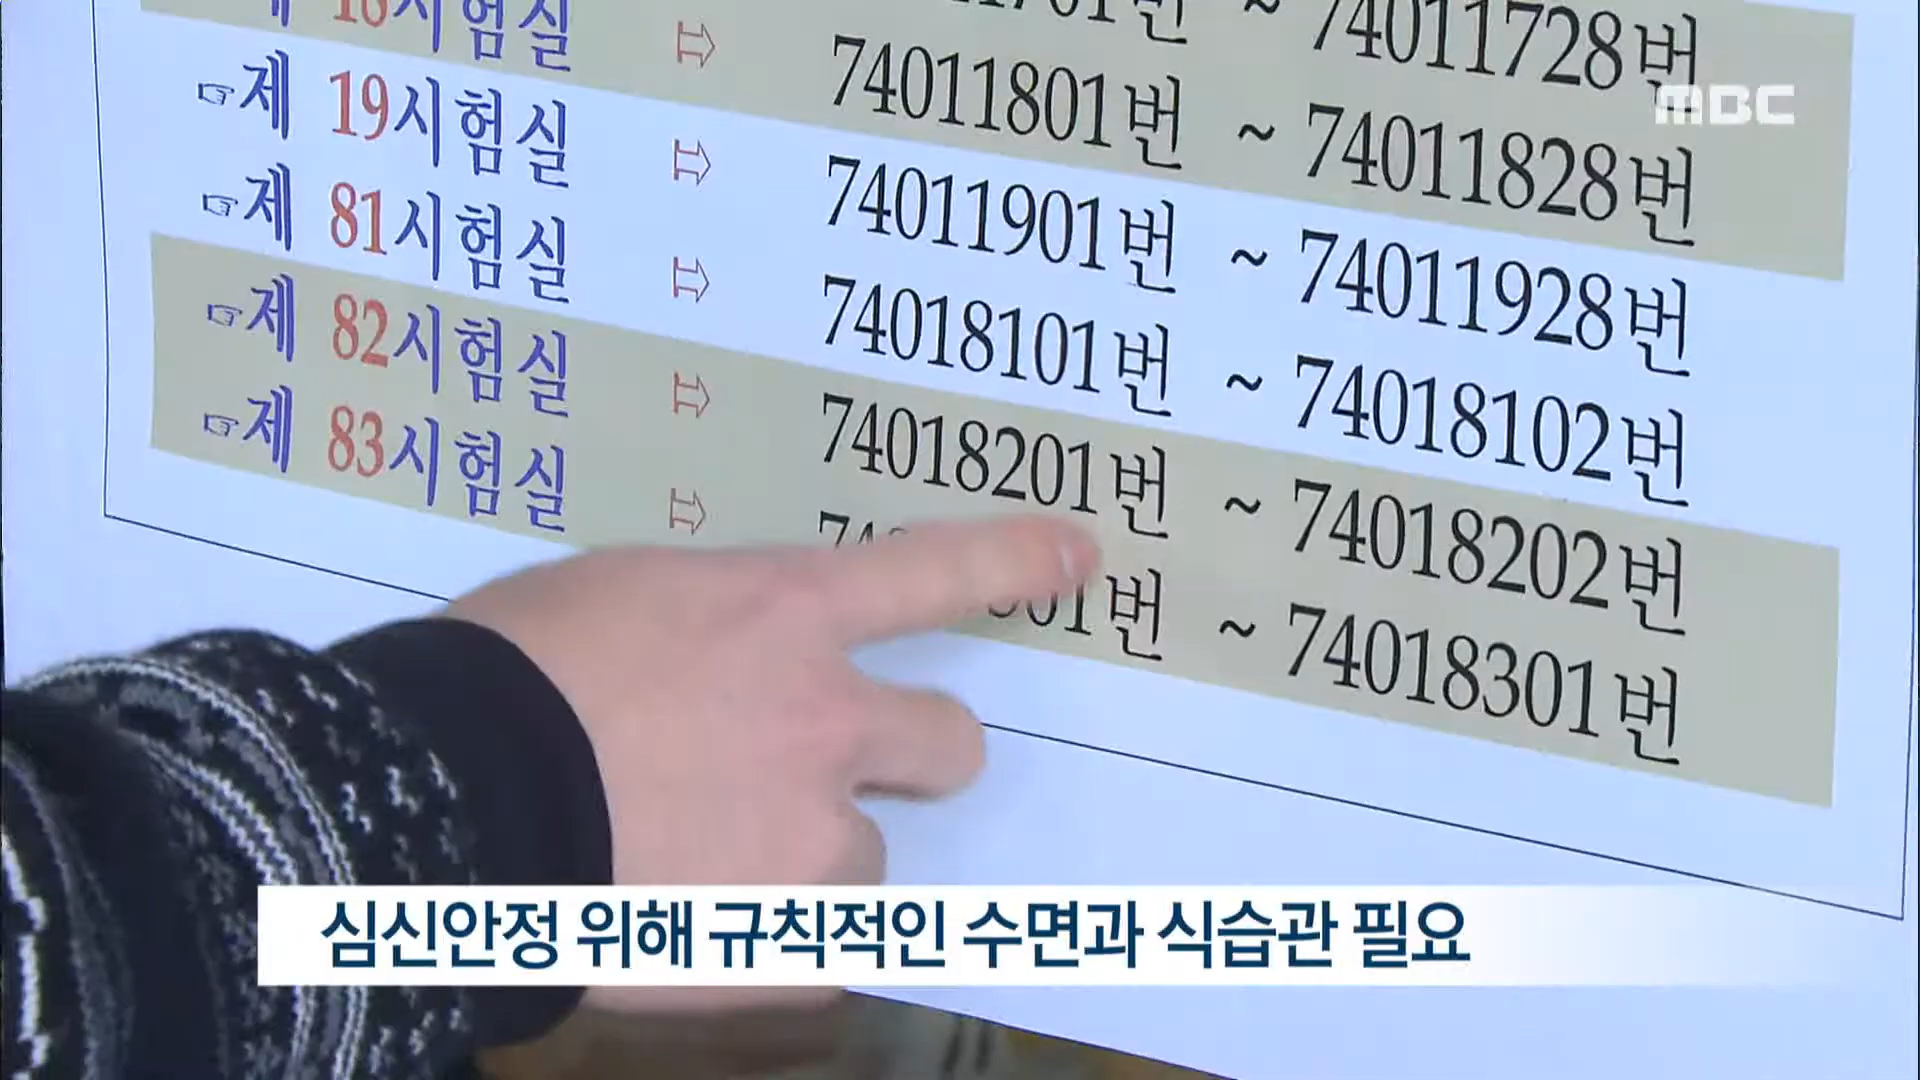 ~ 74011728번
제 18시험실 ⇨ 74011801번 ~ 74011828번
☞제 19시험실 ⇨ 74011901번 ~ 74011928번
☞제 81시험실 ⇨ 74018101번 ~ 74018102번
☞제 82시험실 ⇨ 74018201번 ~ 74018202번
☞제 83시험실 ⇨ ~ 74018301번
MBC
심신안정 위해 규칙적인 수면과 식습관 필요